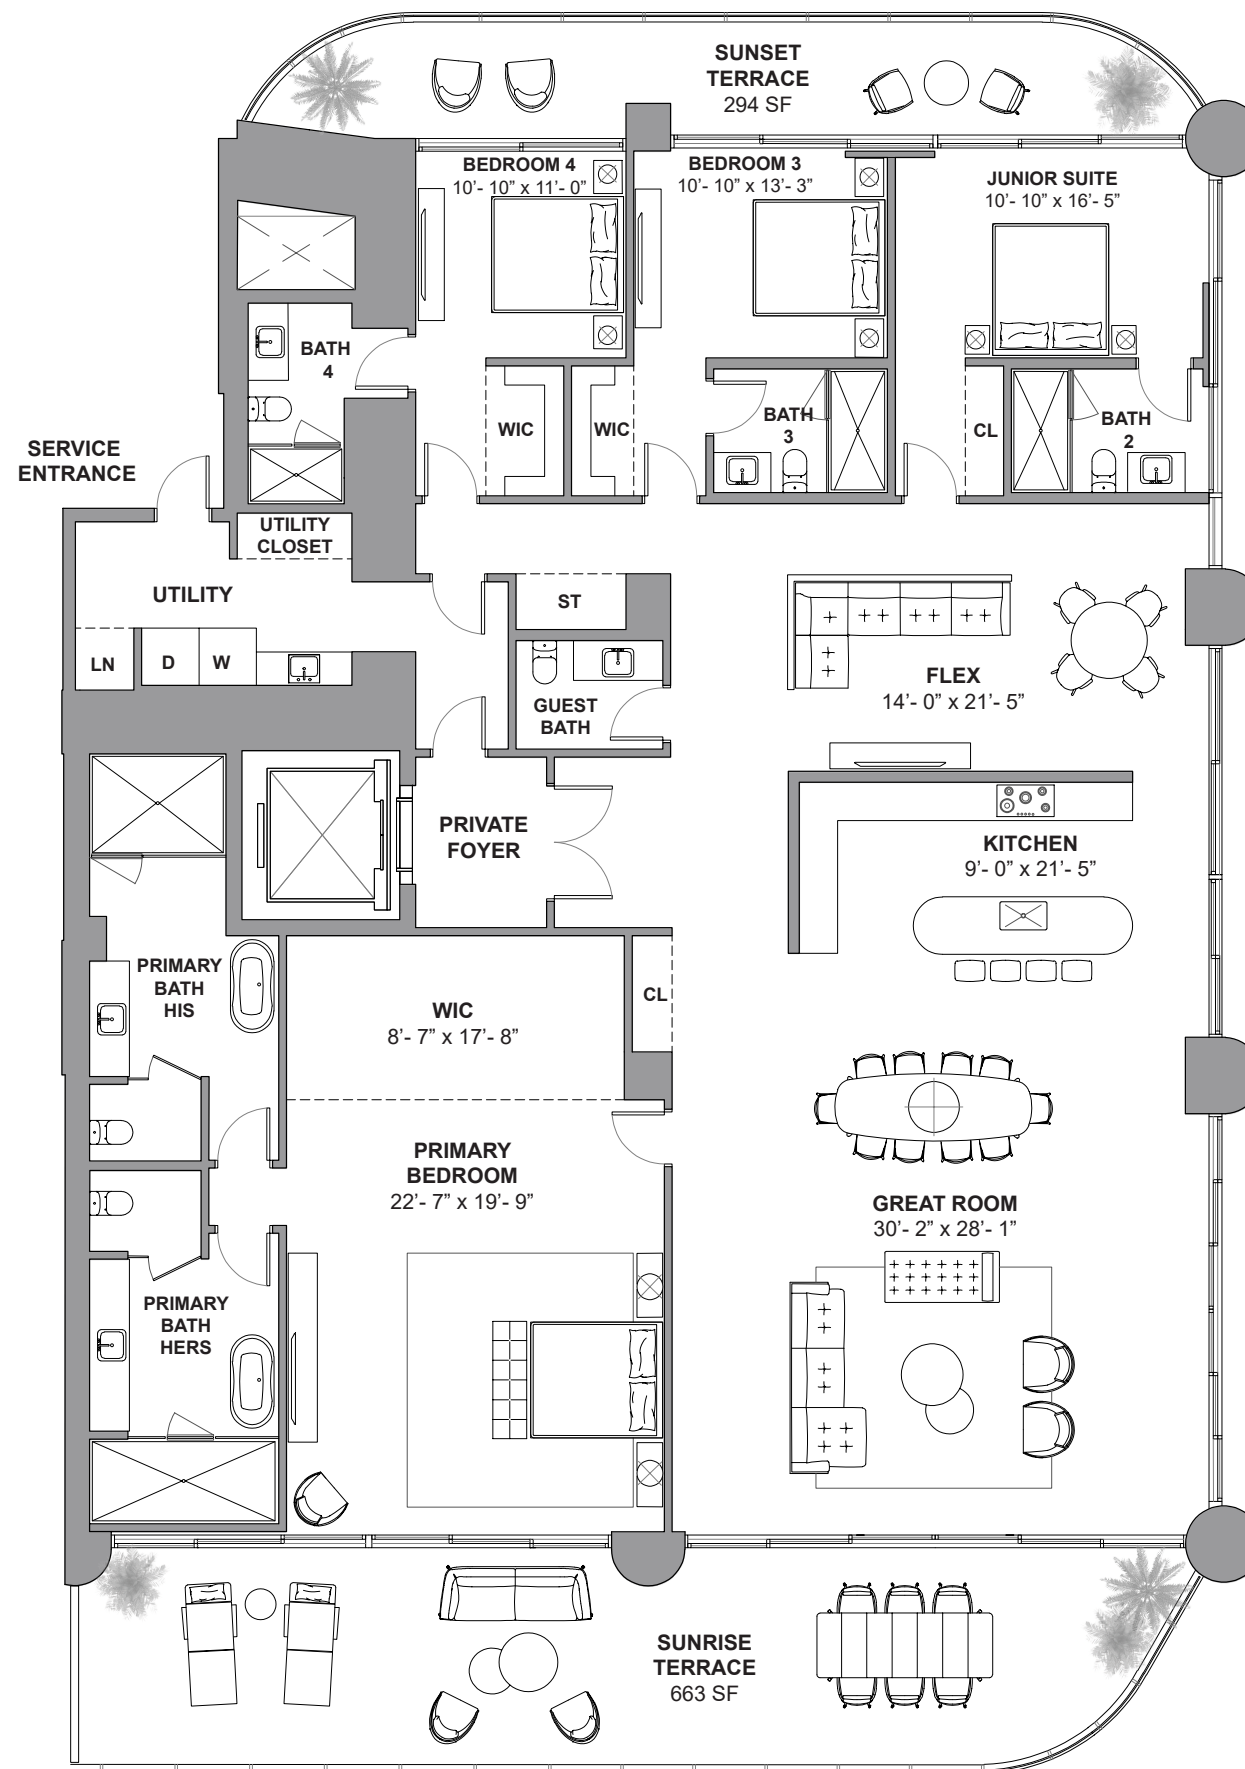 SUNSET
TERRACE
294 SF
BEDROOM 4
10’- 10” x 11’- 0”
BEDROOM 3
10’- 10” x 13’- 3”
JUNIOR SUITE
10’- 10” x 16’- 5”
BATH
4
WIC
WIC
BATH
3
CL
BATH
2
SERVICE
ENTRANCE
UTILITY
CLOSET
UTILITY
ST
LN
D
W
GUEST
BATH
FLEX
14’- 0” x 21’- 5”
PRIVATE
FOYER
KITCHEN
9’- 0” x 21’- 5”
PRIMARY
BATH
HIS
WIC
8’- 7” x 17’- 8”
CL
PRIMARY
BEDROOM
22’- 7” x 19’- 9”
GREAT ROOM
30’- 2” x 28’- 1”
PRIMARY
BATH
HERS
SUNRISE
TERRACE
663 SF